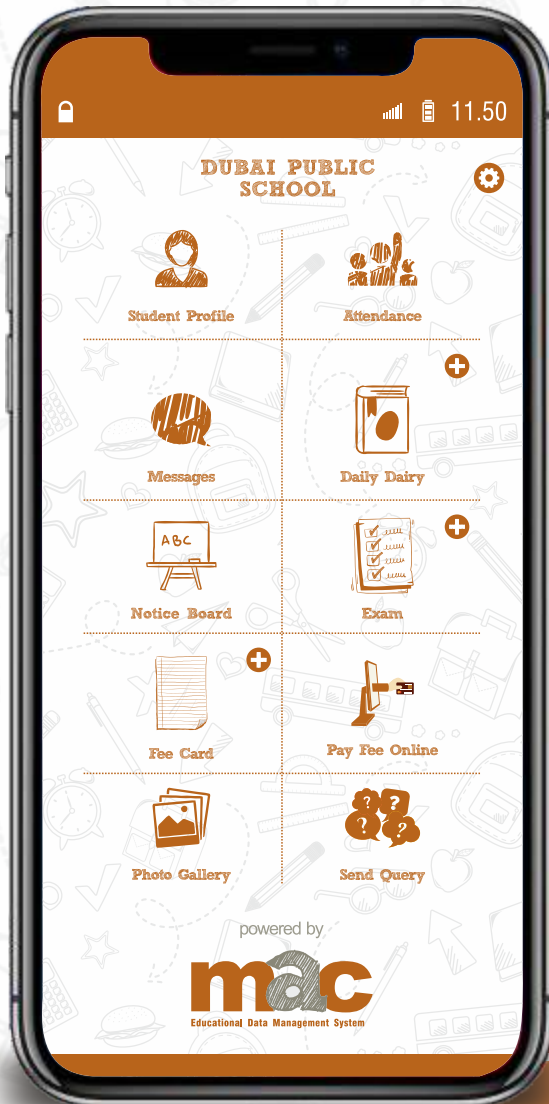 11.50
DUBAI PUBLIC
SCHOOL
Student Profile
Attendance
Messages
Daily Dairy
ABC
Notice Board
Exam
Fee Card
Pay Fee Online
? ? ? ?
Photo Gallery
Send Query
powered by
mac
Educational Data Management System